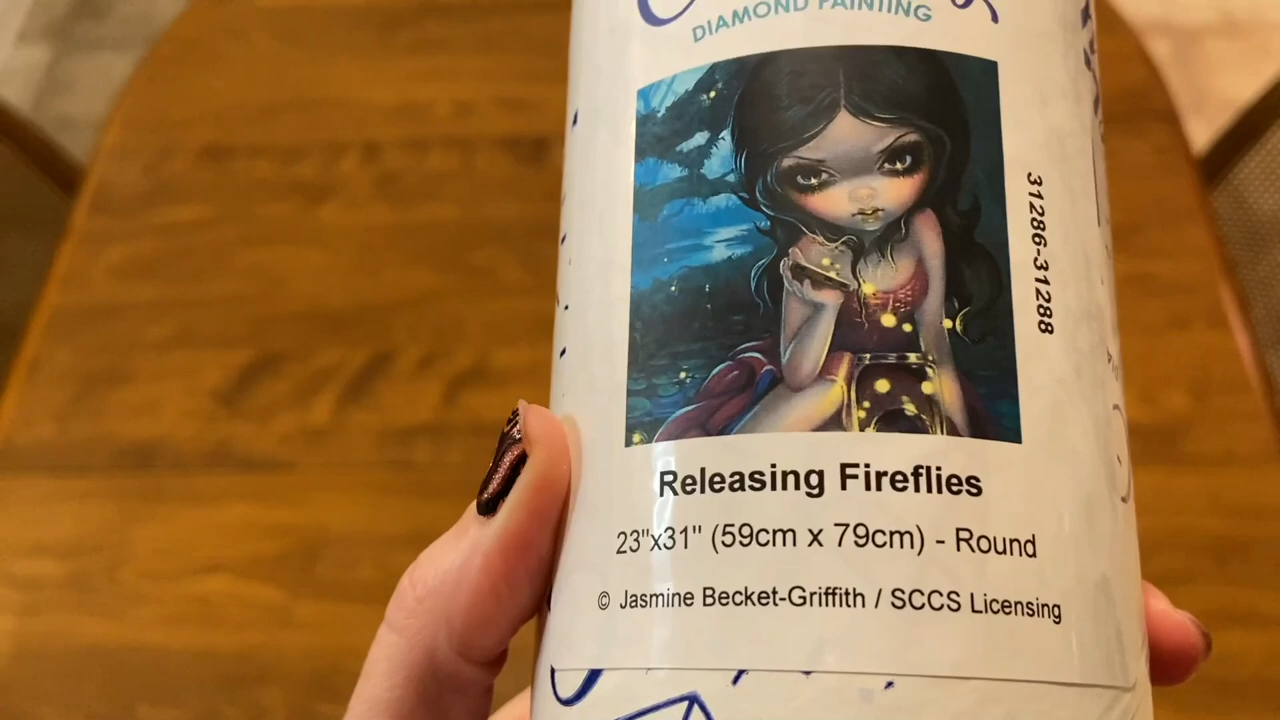 DIAMOND PAINTING
31286-31288
Releasing Fireflies
23"x31" (59cm x 79cm) - Round
© Jasmine Becket-Griffith / SCCS Licensing